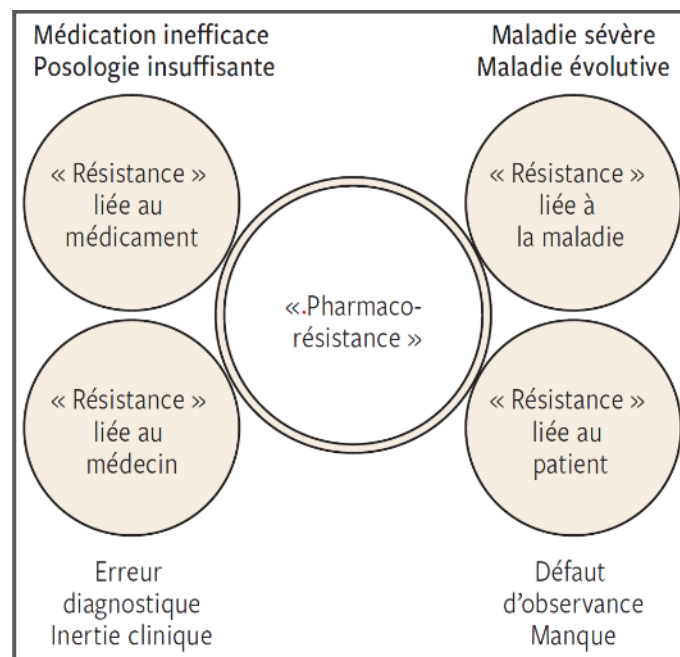 Médication inefficace
Posologie insuffisante
Maladie sévère
Maladie évolutive
« Résistance »
liée au
médicament
« Résistance »
liée à
la maladie
«.Pharmaco-
résistance »
« Résistance »
liée au
médecin
« Résistance »
liée au
patient
Erreur
diagnostique
Inertie clinique
Défaut
d’observance
Manque